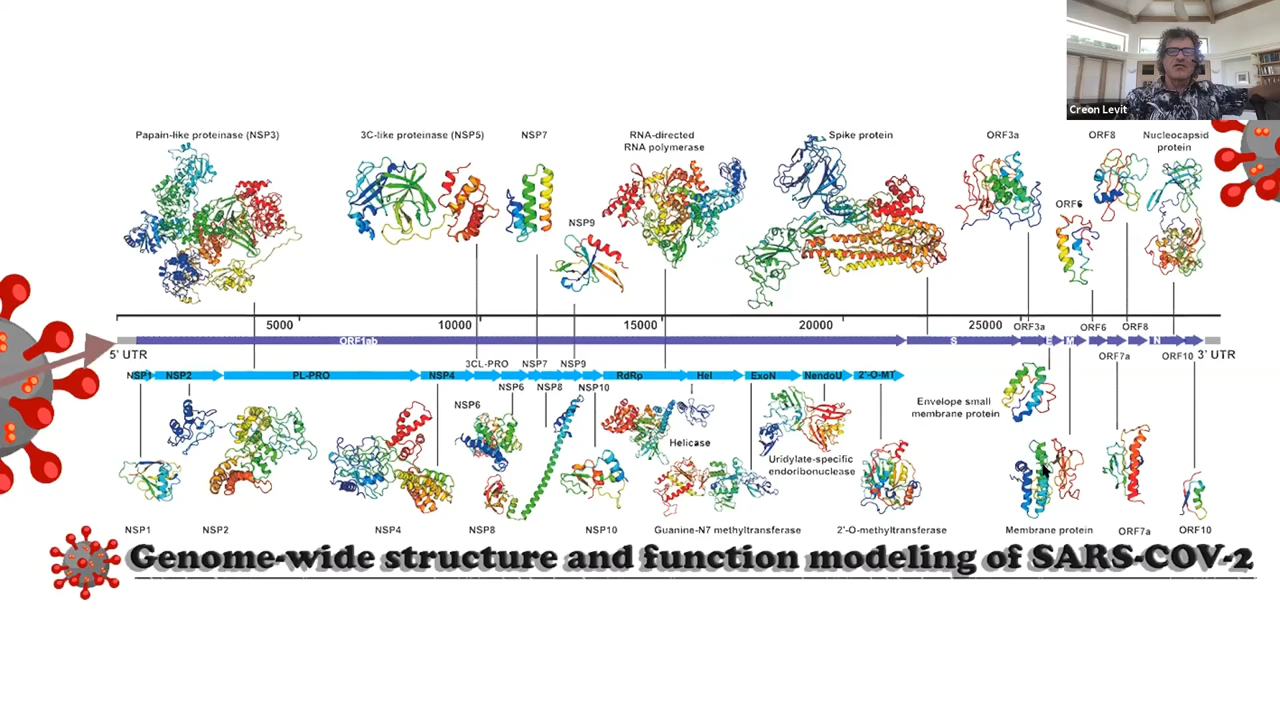 Creon Levit
Papain-like proteinase (NSP3)
3C-like proteinase (NSP5)
NSP7
RNA-directed
RNA polymerase
Spike protein
ORF3a
ORF8
Nucleocapsid
protein
NSP9
ORF6
5000
10000
15000
20000
25000
ORF3a
ORF6
ORF8
ORF1ab
S
E
M
N
5' UTR
ORF7a
ORF10
3' UTR
3CL-PRO
NSP7
NSP9
NSP1
NSP2
PL-PRO
NSP4
RdRp
Hel
ExoN
NendoU
2'-O-MT
NSP6
NSP8
NSP10
NSP6
Envelope small
membrane protein
Helicase
Uridylate-specific
endoribonuclease
NSP1
NSP2
NSP4
NSP8
NSP10
Guanine-N7 methyltransferase
2'-O-methyltransferase
Membrane protein
ORF7a
ORF10
Genome-wide structure and function modeling of SARS-COV-2